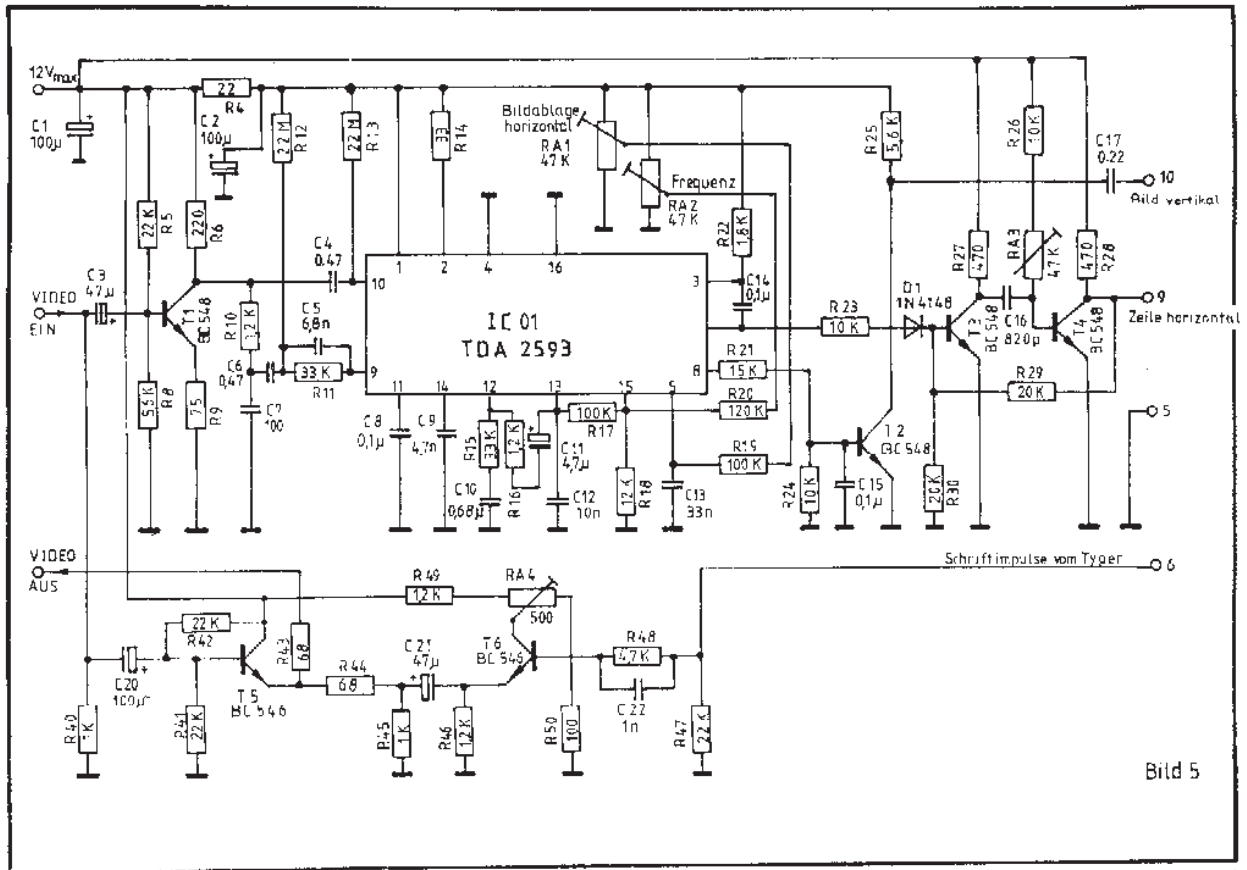 12V max
C1
100µ
22
R4
C2
100µ
22K
R5
220
R6
2,2M
R12
2,2M
R13
33
R14
Bildablage
horizontal
RA1
47K
Frequenz
RA2
47K
R22
1,8K
R25
5,6K
R26
10K
C17
0,22
10
Bild vertikal
C3
47µ
VIDEO
EIN
T1
BC548
R10
1,2K
C4
0,47
C5
6,8n
C6
0,47
33K
R11
C7
100
R8
R9
75
IC 01
TDA 2593
1
2
4
16
10
9
3
8
11
14
12
13
15
C14
0,1µ
R23
10K
D1
1N4148
R27
470
RA3
47K
470
R28
T3
BC548
C16
820p
T4
BC548
9
Zeile horizontal
R21
15K
R20
120K
R19
100K
R29
20K
5
C8
0,1µ
C9
4,7n
R15
33K
1,2K
R16
C10
0,68µ
C11
4,7µ
100K
R17
C12
10n
12K
R18
C13
33n
R24
10K
C15
0,1µ
T2
BC548
20K
R30
VIDEO
AUS
Schriftimpulse vom Typer
6
R49
1,2K
RA4
500
22K
R42
R43
68
C20
100µ
T5
BC546
R44
68
C21
47µ
T6
BC546
R48
4,7K
C22
1n
R40
1K
R41
22K
R45
1K
R46
1,2K
R50
100
R47
2,2K
Bild 5